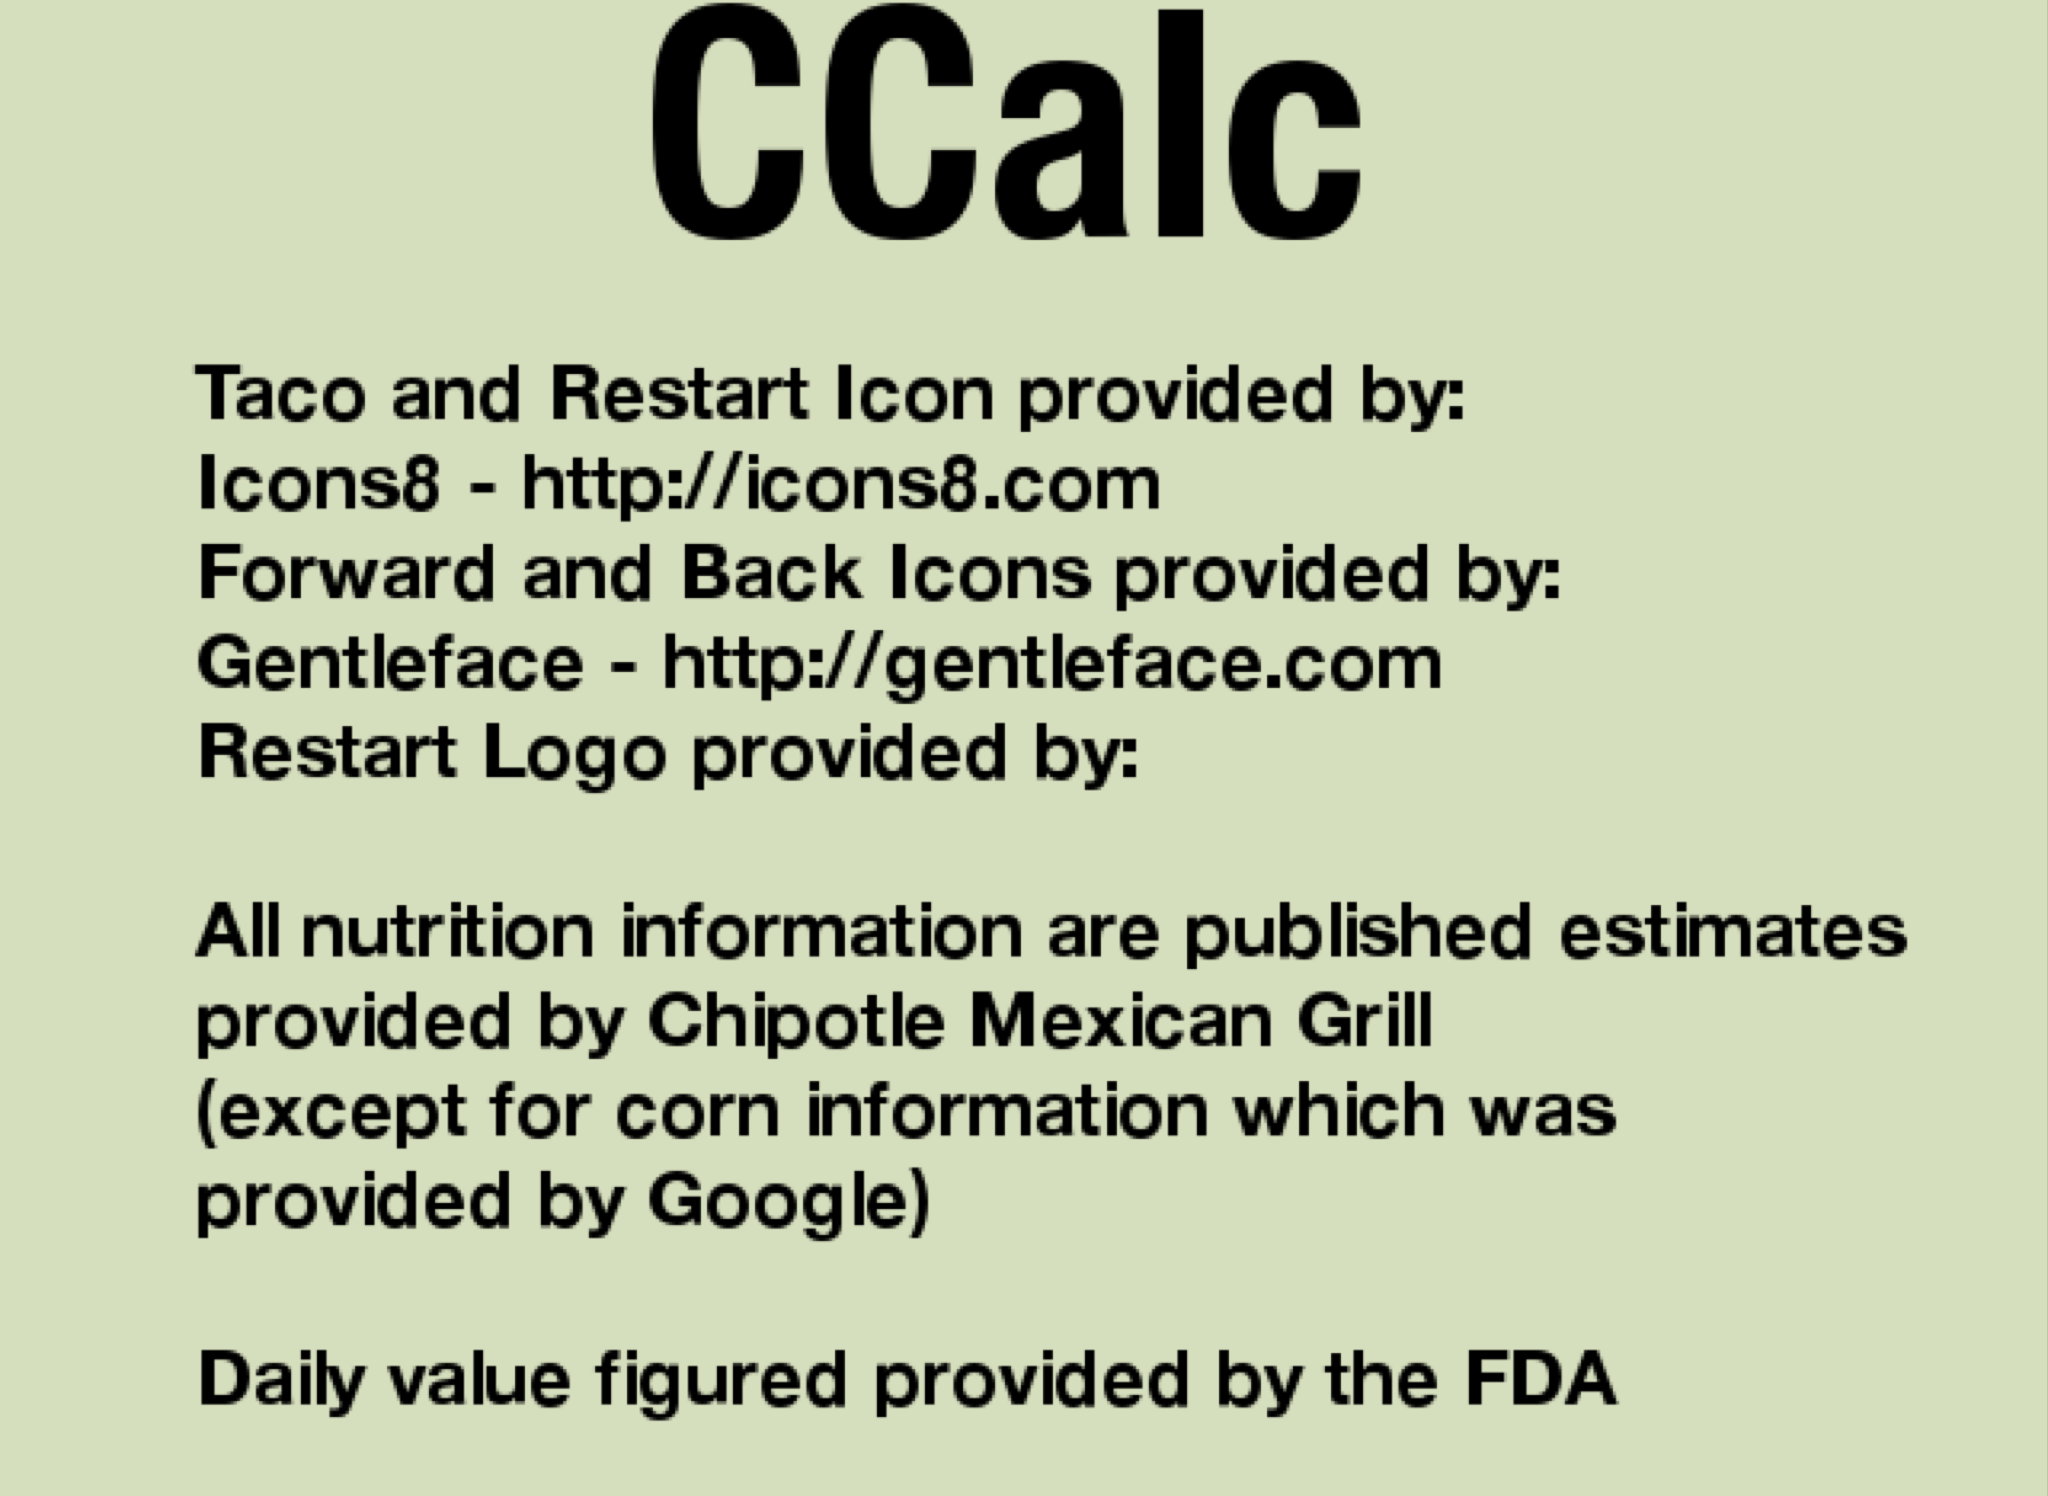 CCalc
Taco and Restart Icon provided by:
Icons8 - http://icons8.com
Forward and Back Icons provided by:
Gentleface - http://gentleface.com
Restart Logo provided by:
All nutrition information are published estimates
provided by Chipotle Mexican Grill
(except for corn information which was
provided by Google)
Daily value figured provided by the FDA